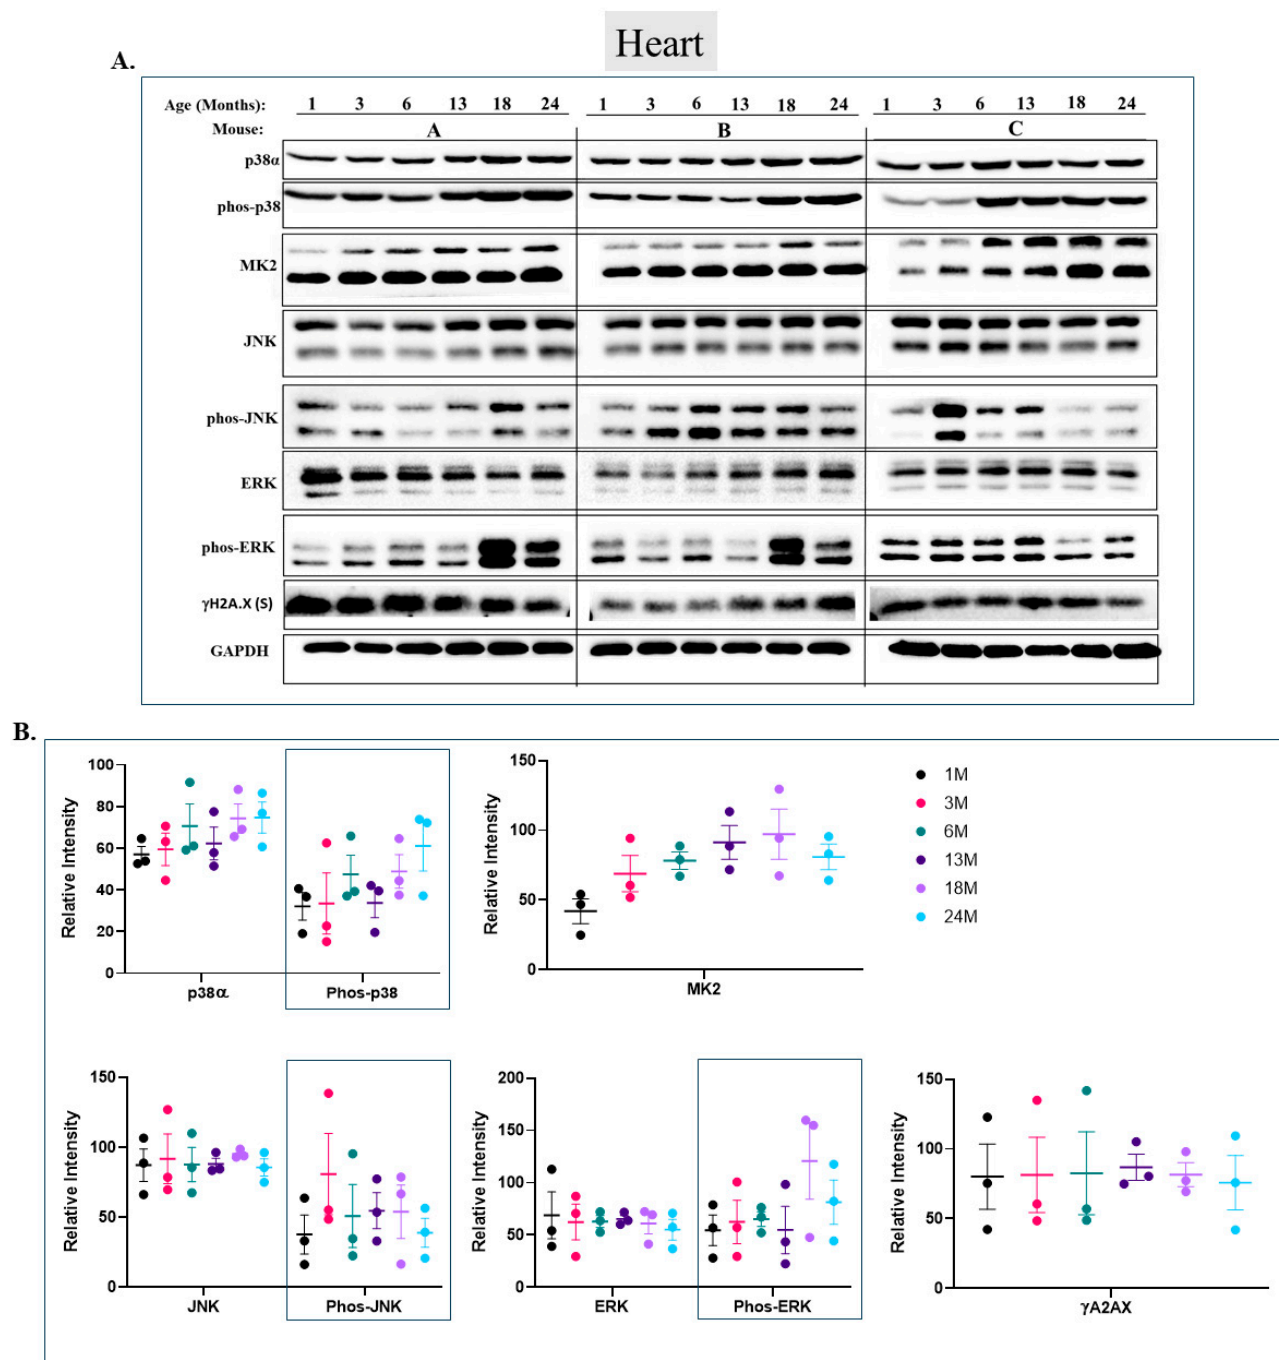 Heart
A.
Age (Months): 1 3 6 13 18 24 1 3 6 13 18 24 1 3 6 13 18 24
Mouse: A B C
p38α
phos-p38
MK2
JNK
phos-JNK
ERK
phos-ERK
γH2A.X (S)
GAPDH
B.
Relative Intensity
100
80
60
40
20
0
p38α Phos-p38
Relative Intensity
150
100
50
0
MK2
1M
3M
6M
13M
18M
24M
Relative Intensity
150
100
50
0
JNK Phos-JNK
Relative Intensity
200
150
100
50
0
ERK Phos-ERK
Relative Intensity
150
100
50
0
γA2AX